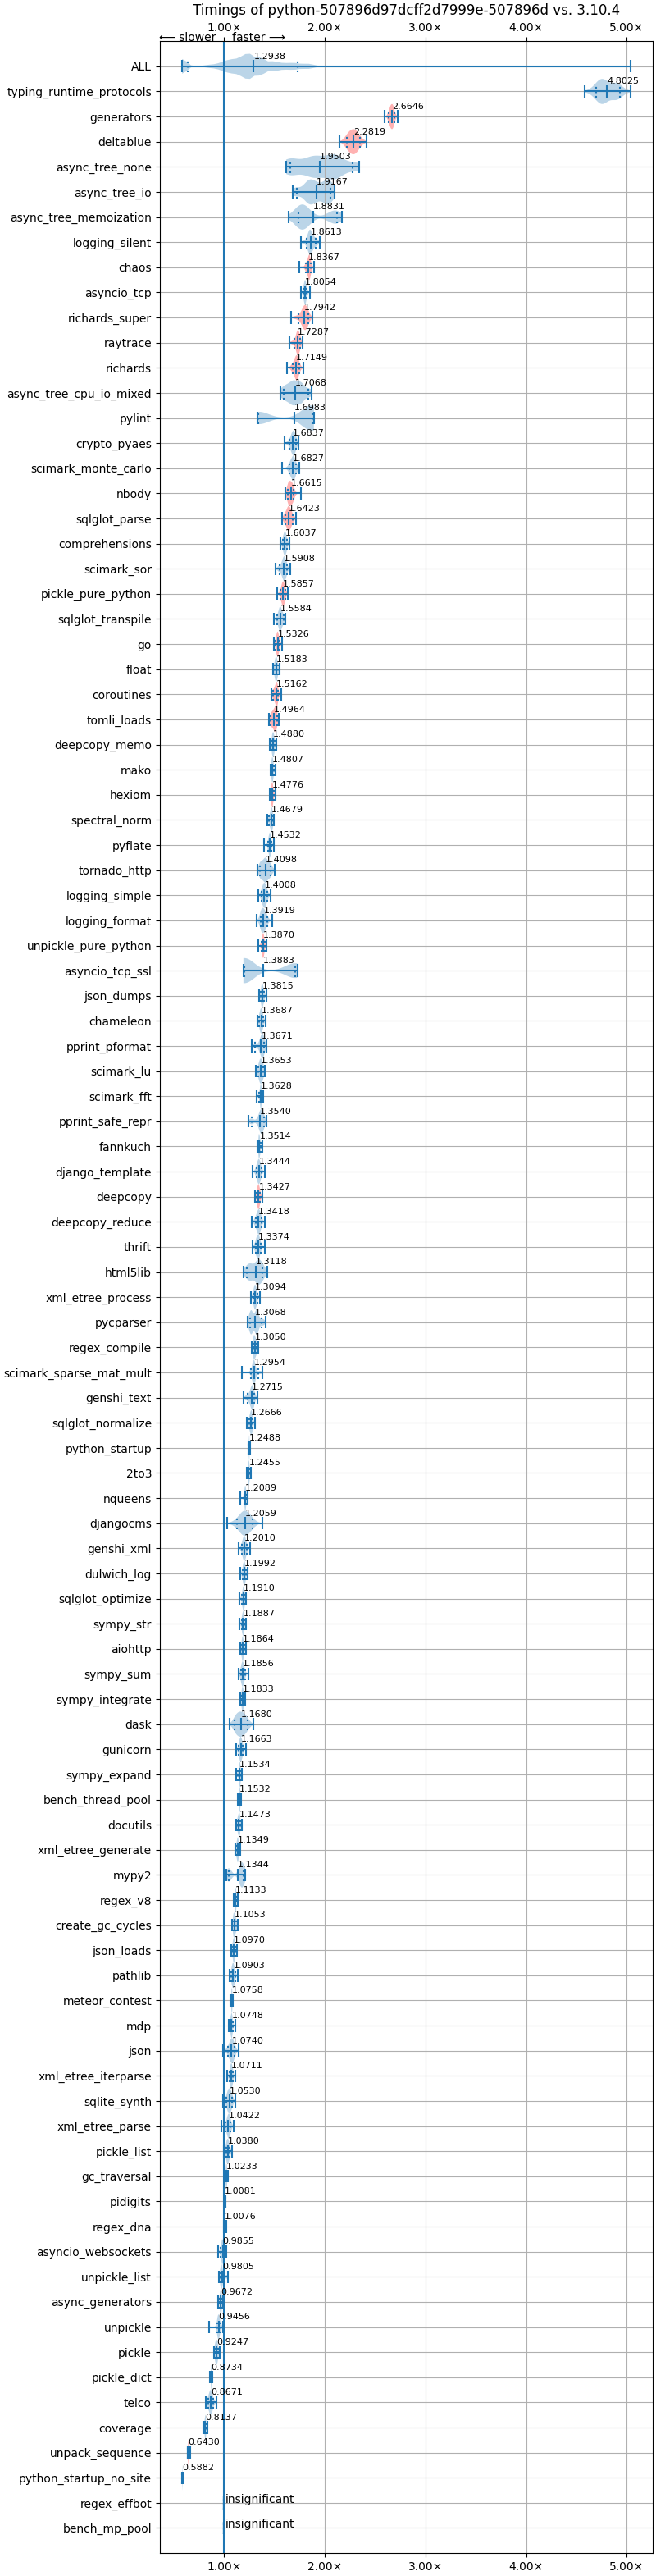 Timings of python-507896d97dcff2d7999e-507896d vs. 3.10.4
1.00× 2.00× 3.00× 4.00× 5.00×
⟵ slower faster ⟶
ALL 1.2938
typing_runtime_protocols 4.8025
generators 2.6646
deltablue 2.2819
async_tree_none 1.9503
async_tree_io 1.9167
async_tree_memoization 1.8831
logging_silent 1.8613
chaos 1.8367
asyncio_tcp 1.8054
richards_super 1.7942
raytrace 1.7287
richards 1.7149
async_tree_cpu_io_mixed 1.7068
pylint 1.6983
crypto_pyaes 1.6837
scimark_monte_carlo 1.6827
nbody 1.6615
sqlglot_parse 1.6423
comprehensions 1.6037
scimark_sor 1.5908
pickle_pure_python 1.5857
sqlglot_transpile 1.5584
go 1.5326
float 1.5183
coroutines 1.5162
tomli_loads 1.4964
deepcopy_memo 1.4880
mako 1.4807
hexiom 1.4776
spectral_norm 1.4679
pyflate 1.4532
tornado_http 1.4098
logging_simple 1.4008
logging_format 1.3919
unpickle_pure_python 1.3870
asyncio_tcp_ssl 1.3883
json_dumps 1.3815
chameleon 1.3687
pprint_pformat 1.3671
scimark_lu 1.3653
scimark_fft 1.3628
pprint_safe_repr 1.3540
fannkuch 1.3514
django_template 1.3444
deepcopy 1.3427
deepcopy_reduce 1.3418
thrift 1.3374
html5lib 1.3118
xml_etree_process 1.3094
pycparser 1.3068
regex_compile 1.3050
scimark_sparse_mat_mult 1.2954
genshi_text 1.2715
sqlglot_normalize 1.2666
python_startup 1.2488
2to3 1.2455
nqueens 1.2089
djangocms 1.2059
genshi_xml 1.2010
dulwich_log 1.1992
sqlglot_optimize 1.1910
sympy_str 1.1887
aiohttp 1.1864
sympy_sum 1.1856
sympy_integrate 1.1833
dask 1.1680
gunicorn 1.1663
sympy_expand 1.1534
bench_thread_pool 1.1532
docutils 1.1473
xml_etree_generate 1.1349
mypy2 1.1344
regex_v8 1.1133
create_gc_cycles 1.1053
json_loads 1.0970
pathlib 1.0903
meteor_contest 1.0758
mdp 1.0748
json 1.0740
xml_etree_iterparse 1.0711
sqlite_synth 1.0530
xml_etree_parse 1.0422
pickle_list 1.0380
gc_traversal 1.0233
pidigits 1.0081
regex_dna 1.0076
asyncio_websockets 0.9855
unpickle_list 0.9805
async_generators 0.9672
unpickle 0.9456
pickle 0.9247
pickle_dict 0.8734
telco 0.8671
coverage 0.8137
unpack_sequence 0.6430
python_startup_no_site 0.5882
regex_effbot insignificant
bench_mp_pool insignificant
1.00× 2.00× 3.00× 4.00× 5.00×